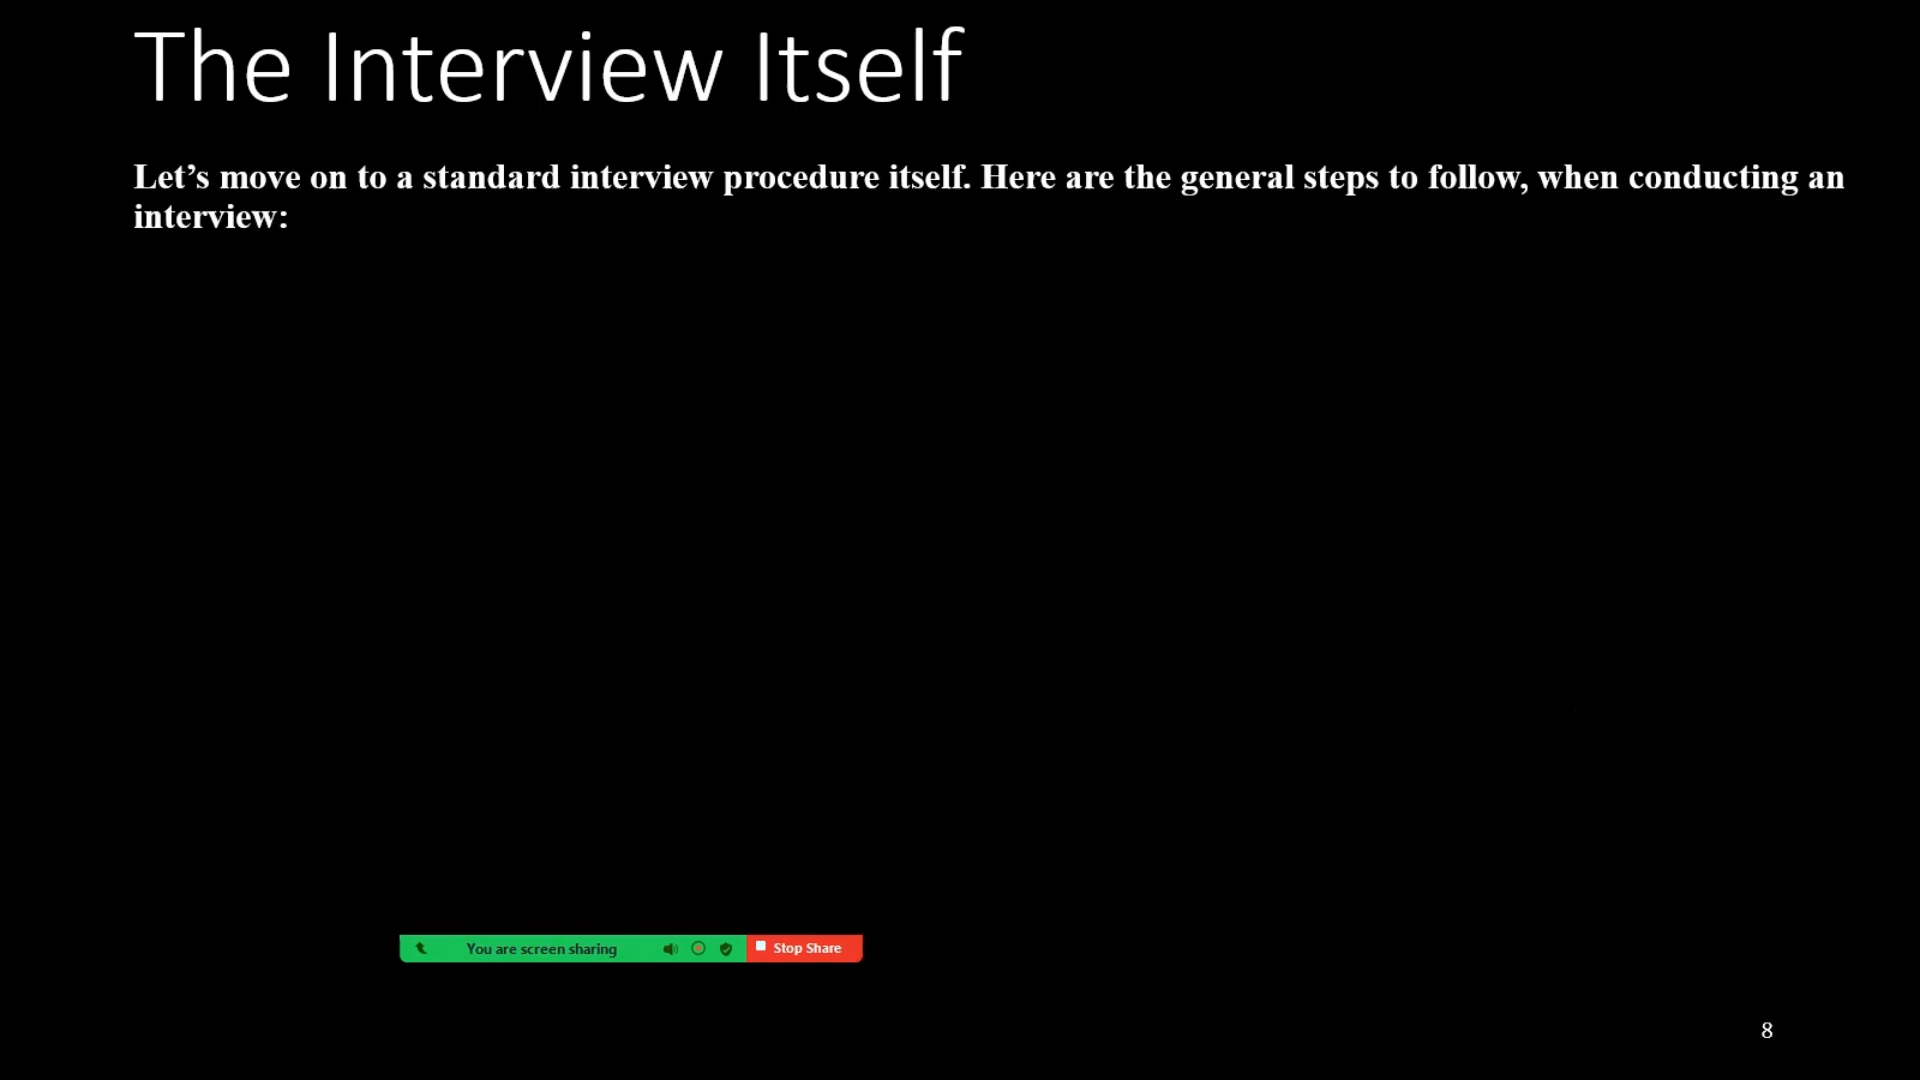 The Interview Itself
Let’s move on to a standard interview procedure itself. Here are the general steps to follow, when conducting an
interview:
You are screen sharing
Stop Share
8